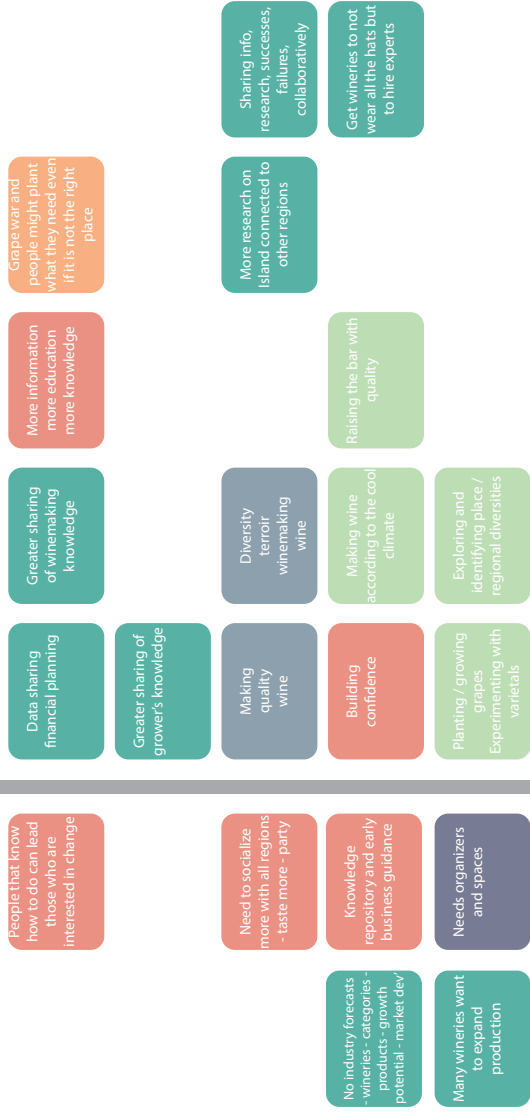 People that know
how to do can lead
those who are
interested in change
Need to socialize
more with all regions
- taste more - party
No industry forecasts
- wineries - categories -
products - growth
potential - market dev’
Knowledge
repository and early
business guidance
Many wineries want
to expand
production
Needs organizers
and spaces
Data sharing
financial planning
Greater sharing
of winemaking
knowledge
More information
more education
more knowledge
Grape war and
people might plant
what they need even
if it is not the right
place
Greater sharing of
grower’s knowledge
Making
quality
wine
Diversity
terroir
winemaking
wine
More research on
Island connected to
other regions
Sharing info,
research, successes,
failures,
collaboratively
Building
confidence
Making wine
according to the cool
climate
Raising the bar with
quality
Get wineries to not
wear all the hats but
to hire experts
Planting / growing
grapes
Experimenting with
varietals
Exploring and
identifying place /
regional diversities